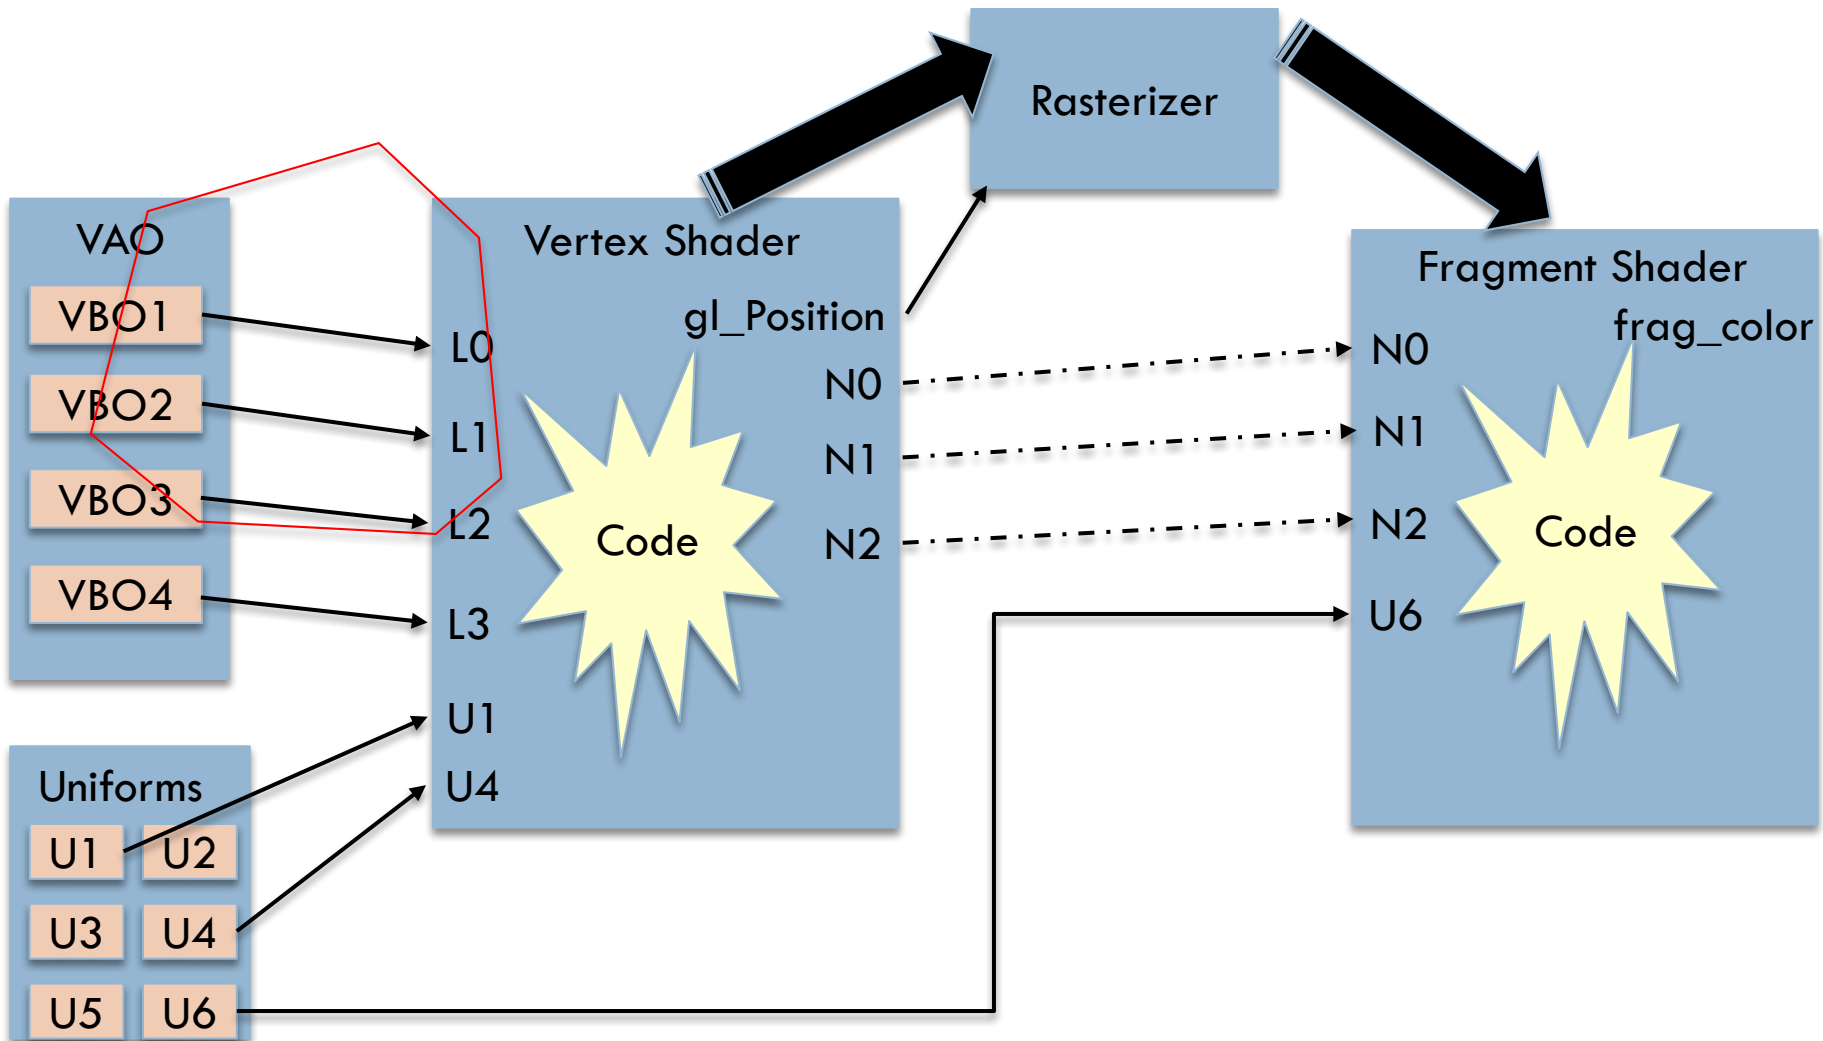 Rasterizer
VAO
VBO1
VBO2
VBO3
VBO4
Vertex Shader
gl_Position
L0
L1
L2
L3
U1
U4
N0
N1
N2
Code
Fragment Shader
frag_color
N0
N1
N2
U6
Code
Uniforms
U1 U2
U3 U4
U5 U6